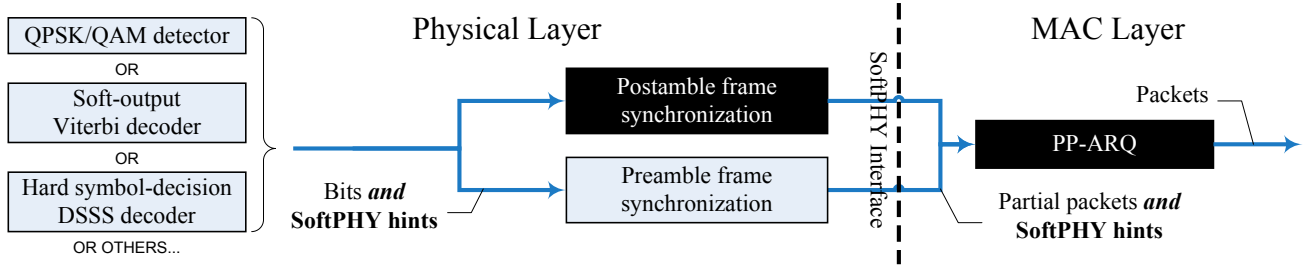 Physical Layer
MAC Layer
QPSK/QAM detector
OR
Soft-output
Viterbi decoder
OR
Hard symbol-decision
DSSS decoder
OR OTHERS...
Bits and
SoftPHY hints
Postamble frame
synchronization
Preamble frame
synchronization
SoftPHY Interface
PP-ARQ
Packets
Partial packets and
SoftPHY hints